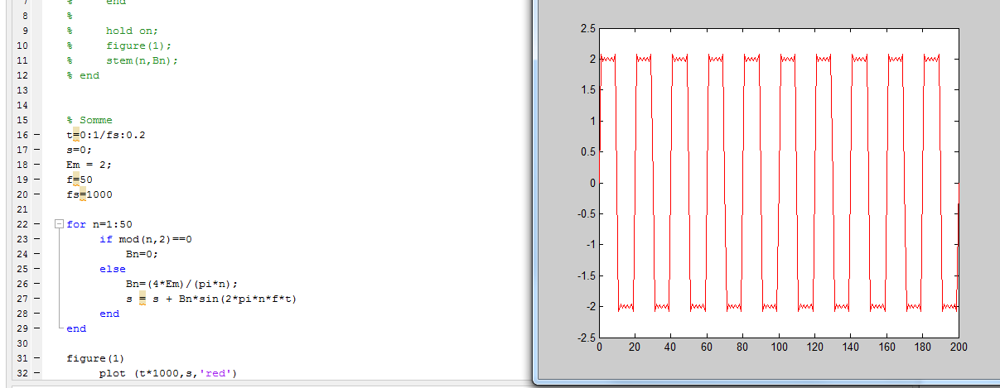 7 % end
8 %
9 % hold on;
10 % figure(1);
11 % stem(n,Bn);
12 % end
13
14
15 % Somme
16 – t=0:1/fs:0.2
17 – s=0;
18 – Em = 2;
19 – f=50
20 – fs=1000
21
22 – for n=1:50
23 – if mod(n,2)==0
24 – Bn=0;
25 – else
26 – Bn=(4*Em)/(pi*n);
27 – s = s + Bn*sin(2*pi*n*f*t)
28 – end
29 – end
30
31 – figure(1)
32 – plot (t*1000,s,'red')
2.5
2
1.5
1
0.5
0
-0.5
-1
-1.5
-2
-2.5
0 20 40 60 80 100 120 140 160 180 200